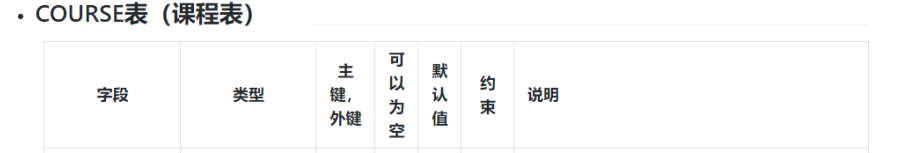 COURSE表（课程表）
字段
类型
主
键，
外键
可
以
为
空
默
认
值
约
束
说明